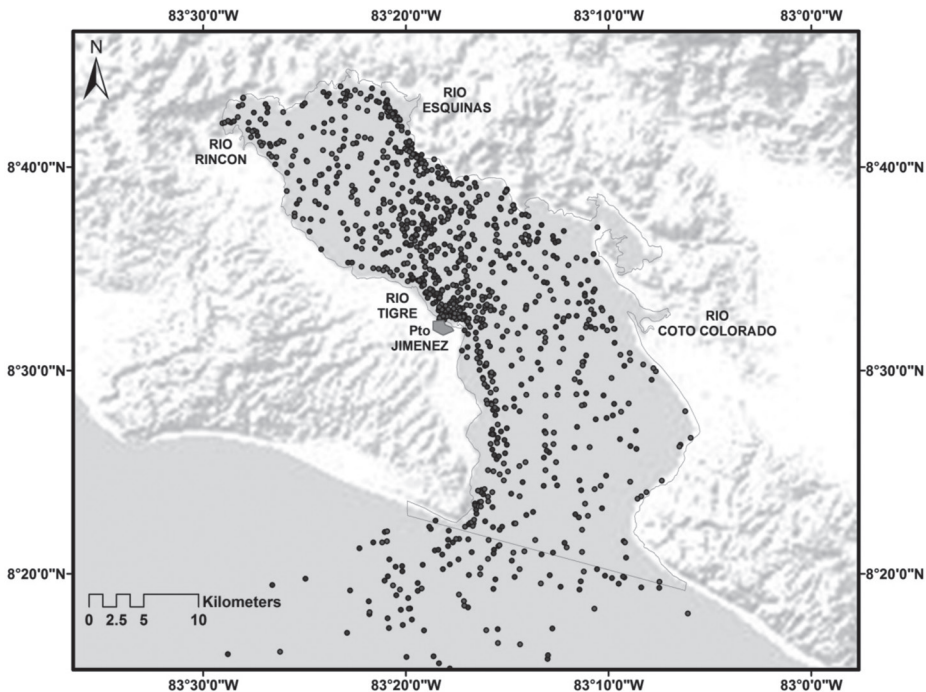 83°30'0"W 83°20'0"W 83°10'0"W 83°0'0"W
N
RIO
ESQUINAS
RIO
RINCON
8°40'0"N 8°40'0"N
RIO
TIGRE
Pto
JIMENEZ
RIO
COTO COLORADO
8°30'0"N 8°30'0"N
8°20'0"N 8°20'0"N
Kilometers
0 2.5 5 10
83°30'0"W 83°20'0"W 83°10'0"W 83°0'0"W